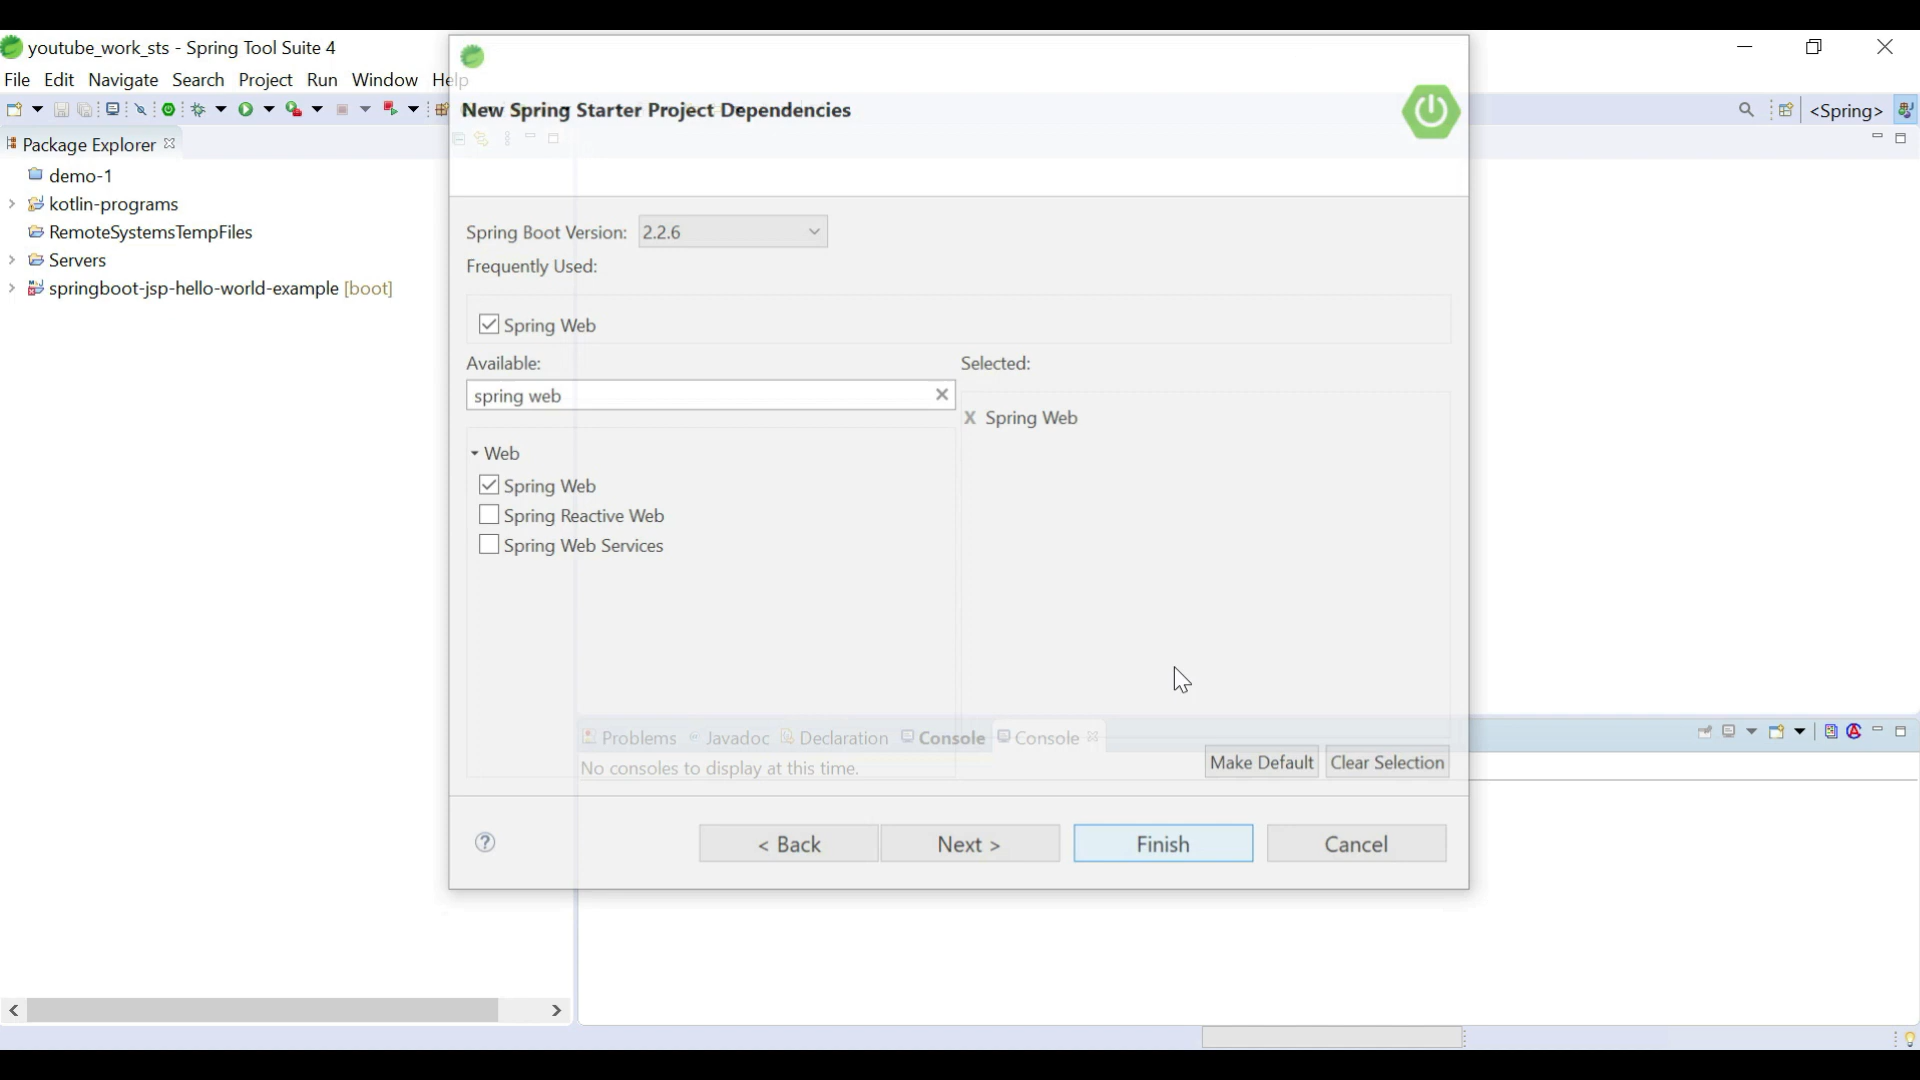 youtube_work_sts - Spring Tool Suite 4
File Edit Navigate Search Project Run Window Help
New Spring Starter Project Dependencies
<Spring>
Package Explorer
demo-1
kotlin-programs
RemoteSystemsTempFiles
Servers
springboot-jsp-hello-world-example [boot]
Spring Boot Version: 2.2.6
Frequently Used:
Spring Web
Available:
Selected:
spring web
X Spring Web
Web
Spring Web
Spring Reactive Web
Spring Web Services
Problems Javadoc Declaration Console Console
No consoles to display at this time.
Make Default Clear Selection
? < Back Next > Finish Cancel